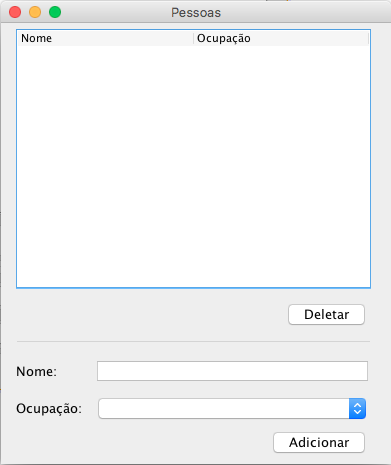 Pessoas
Nome Ocupação
Deletar
Nome:
Ocupação:
Adicionar